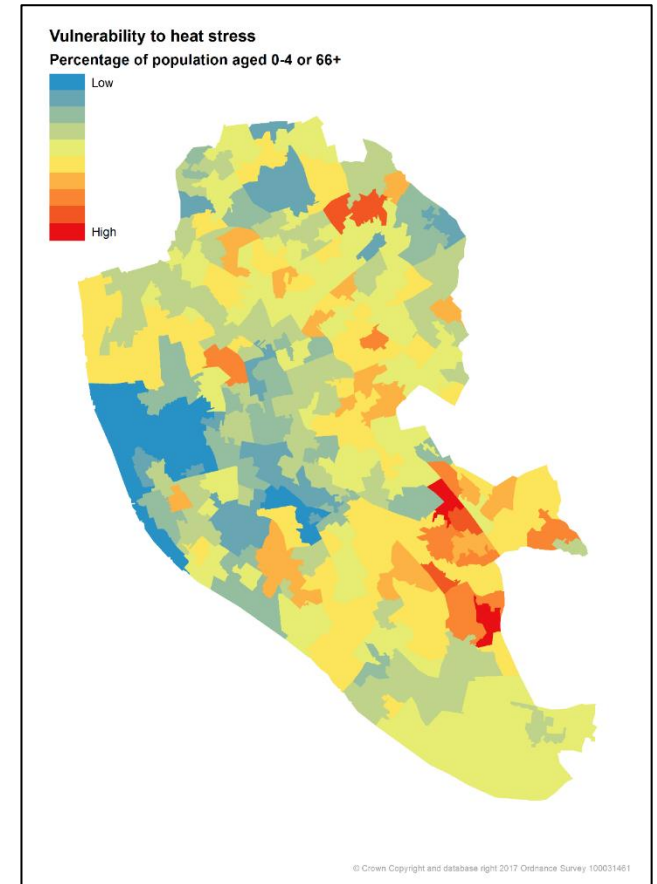 Vulnerability to heat stress
Percentage of population aged 0-4 or 66+
Low
High
© Crown Copyright and database right 2017 Ordnance Survey 100031461